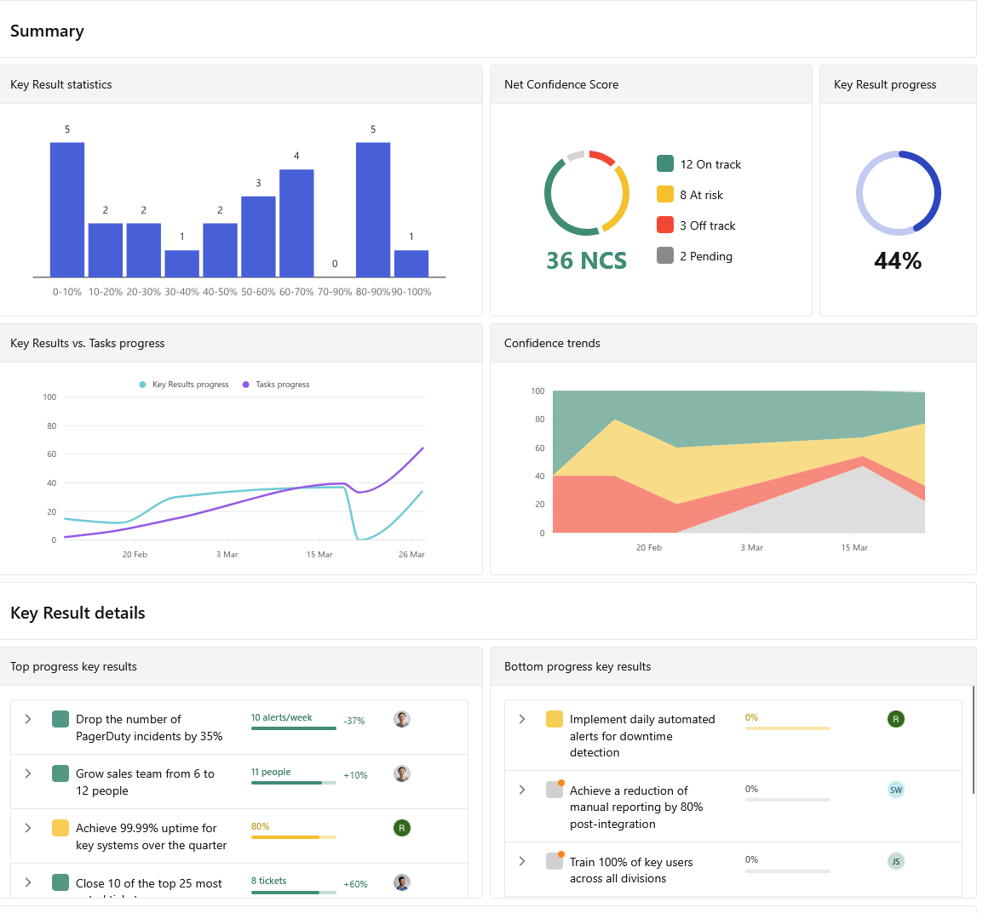 Summary
Key Result statistics
5
2
2
1
2
3
4
0
5
1
0-10%
10-20%
20-30%
30-40%
40-50%
50-60%
60-70%
70-90%
80-90%
90-100%
Net Confidence Score
12 On track
8 At risk
3 Off track
2 Pending
36 NCS
Key Result progress
44%
Key Results vs. Tasks progress
Key Results progress
Tasks progress
100
80
60
40
20
0
20 Feb
3 Mar
15 Mar
26 Mar
Confidence trends
100
80
60
40
20
0
20 Feb
3 Mar
15 Mar
Key Result details
Top progress key results
Drop the number of
PagerDuty incidents by 35%
10 alerts/week
-37%
Grow sales team from 6 to
12 people
11 people
+10%
Achieve 99.99% uptime for
key systems over the quarter
80%
R
Close 10 of the top 25 most
8 tickets
+60%
Bottom progress key results
Implement daily automated
alerts for downtime
detection
0%
R
Achieve a reduction of
manual reporting by 80%
post-integration
0%
SW
Train 100% of key users
across all divisions
0%
JS